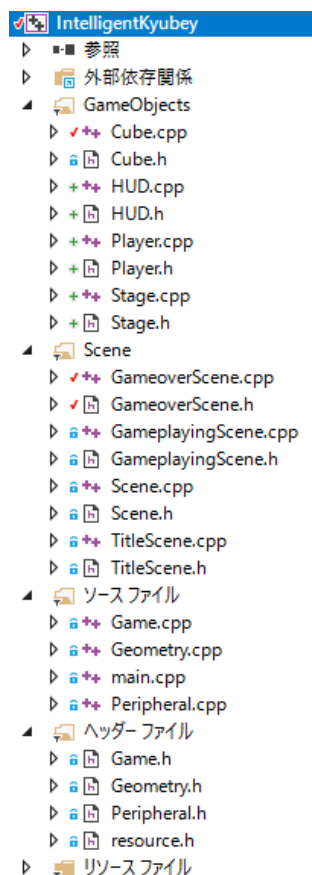 IntelligentKyubey
参照
外部依存関係
GameObjects
Cube.cpp
Cube.h
HUD.cpp
HUD.h
Player.cpp
Player.h
Stage.cpp
Stage.h
Scene
GameoverScene.cpp
GameoverScene.h
GameplayingScene.cpp
GameplayingScene.h
Scene.cpp
Scene.h
TitleScene.cpp
TitleScene.h
ソース ファイル
Game.cpp
Geometry.cpp
main.cpp
Peripheral.cpp
ヘッダー ファイル
Game.h
Geometry.h
Peripheral.h
resource.h
リソース ファイル